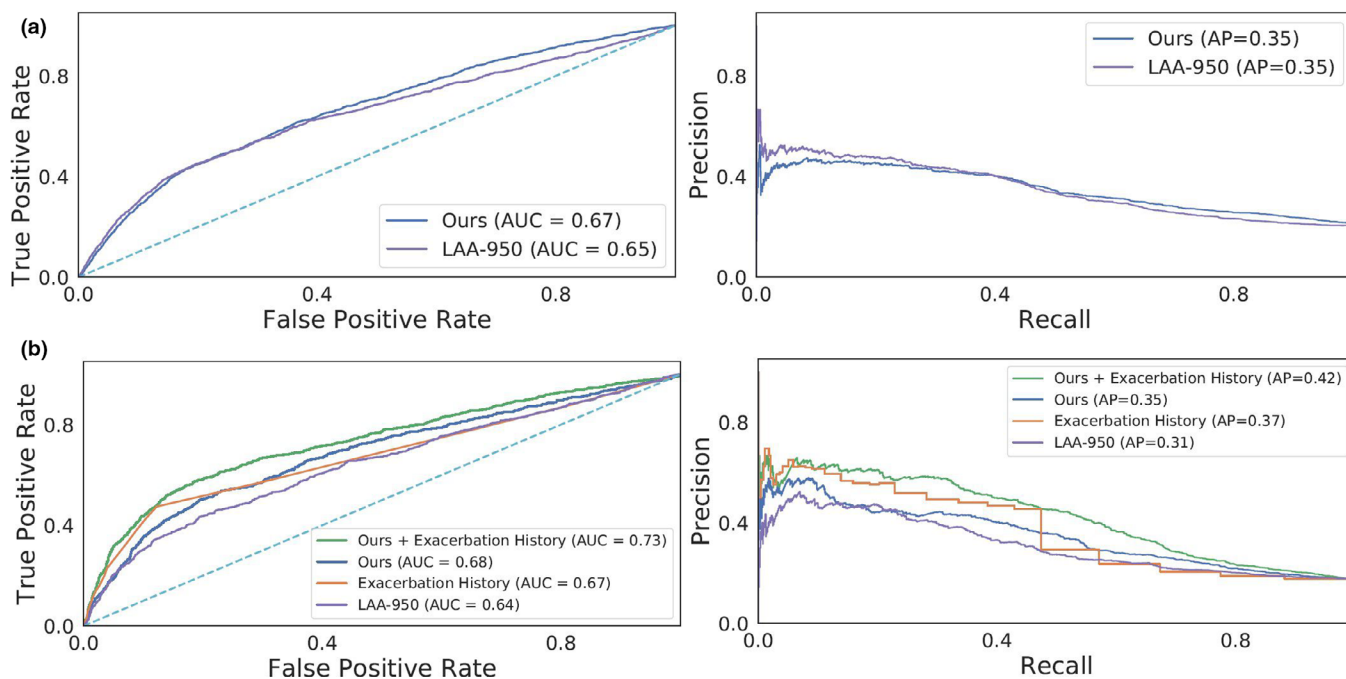 (a)
True Positive Rate
0.8
0.4
0.0
Ours (AUC = 0.67)
LAA-950 (AUC = 0.65)
0.0 0.4 0.8
False Positive Rate
Precision
0.8
0.4
0.0
Ours (AP=0.35)
LAA-950 (AP=0.35)
0.0 0.4 0.8
Recall
(b)
True Positive Rate
0.8
0.4
0.0
Ours + Exacerbation History (AUC = 0.73)
Ours (AUC = 0.68)
Exacerbation History (AUC = 0.67)
LAA-950 (AUC = 0.64)
0.0 0.4 0.8
False Positive Rate
Precision
0.8
0.4
0.0
Ours + Exacerbation History (AP=0.42)
Ours (AP=0.35)
Exacerbation History (AP=0.37)
LAA-950 (AP=0.31)
0.0 0.4 0.8
Recall